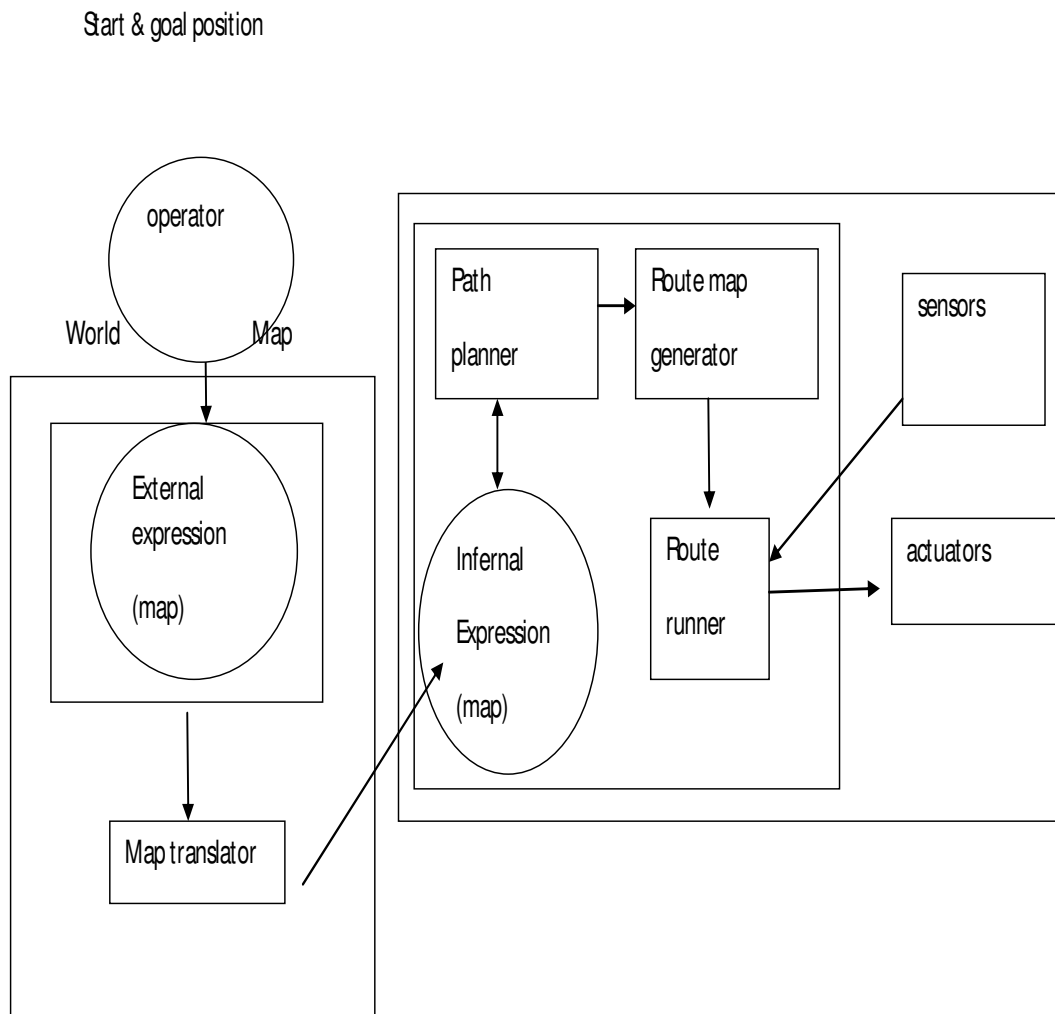 Start & goal position
operator
World
Map
External
expression
(map)
Map translator
Path
planner
Route map
generator
sensors
Infernal
Expression
(map)
Route
runner
actuators